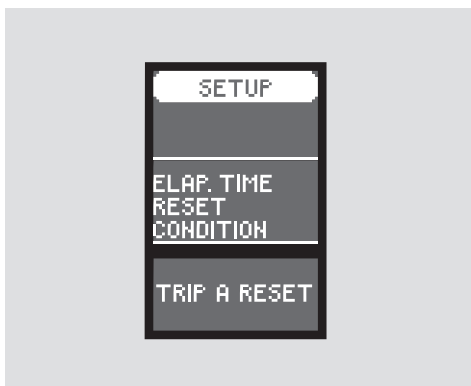 SETUP
ELAP. TIME
RESET
CONDITION
TRIP A RESET